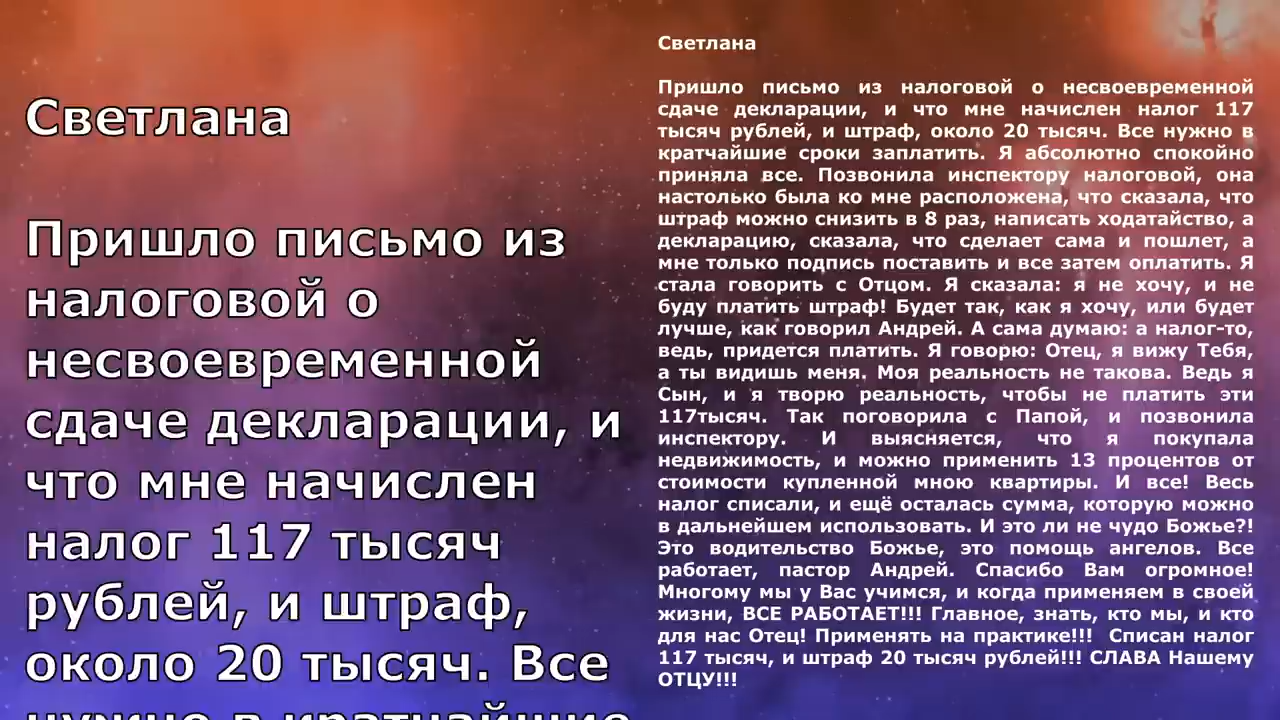 Светлана
Пришло письмо из
налоговой о
несвоевременной
сдаче декларации, и
что мне начислен
налог 117 тысяч
рублей, и штраф,
около 20 тысяч. Все
нужно в кратчайшие
Светлана
Пришло письмо из налоговой о несвоевременной
сдаче декларации, и что мне начислен налог 117
тысяч рублей, и штраф, около 20 тысяч. Все нужно в
кратчайшие сроки заплатить. Я абсолютно спокойно
приняла все. Позвонила инспектору налоговой, она
настолько была ко мне расположена, что сказала, что
штраф можно снизить в 8 раз, написать ходатайство, а
декларацию, сказала, что сделает сама и пошлет, а
мне только подпись поставить и все затем оплатить. Я
стала говорить с Отцом. Я сказала: я не хочу, и не
буду платить штраф! Будет так, как я хочу, или будет
лучше, как говорил Андрей. А сама думаю: а налог-то,
ведь, придется платить. Я говорю: Отец, я вижу Тебя,
а ты видишь меня. Моя реальность не такова. Ведь я
Сын, и я творю реальность, чтобы не платить эти
117тысяч. Так поговорила с Папой, и позвонила
инспектору. И выясняется, что я покупала
недвижимость, и можно применить 13 процентов от
стоимости купленной мною квартиры. И все! Весь
налог списали, и ещё осталась сумма, которую можно
в дальнейшем использовать. И это ли не чудо Божье?!
Это водительство Божье, это помощь ангелов. Все
работает, пастор Андрей. Спасибо Вам огромное!
Многому мы у Вас учимся, и когда применяем в своей
жизни, ВСЕ РАБОТАЕТ!!! Главное, знать, кто мы, и кто
для нас Отец! Применять на практике!!! Списан налог
117 тысяч, и штраф 20 тысяч рублей!!! СЛАВА Нашему
ОТЦУ!!!